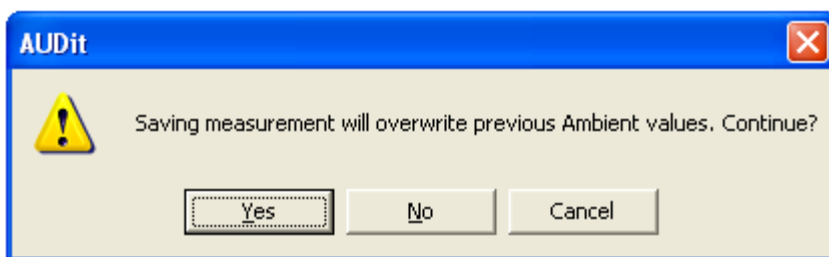 AUDit
Saving measurement will overwrite previous Ambient values. Continue?
Yes
No
Cancel